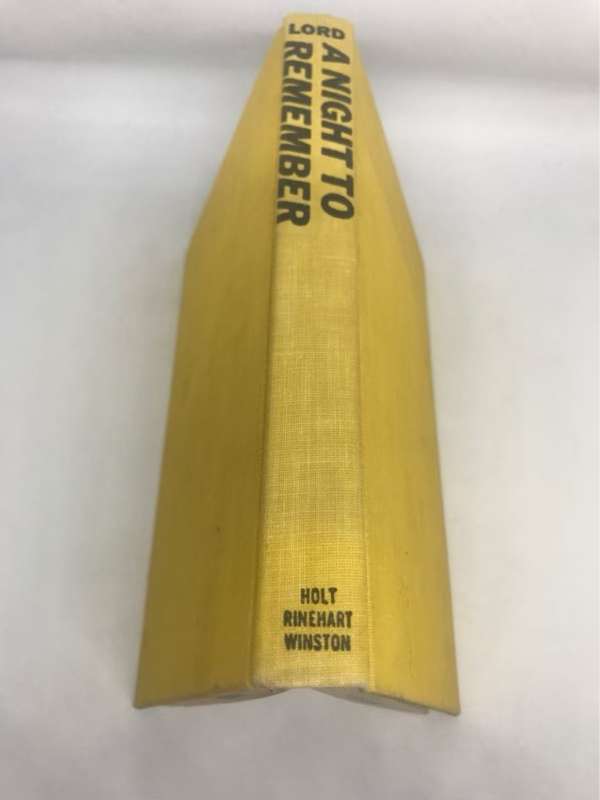 LORD
A NIGHT TO
REMEMBER
HOLT
RINEHART
WINSTON